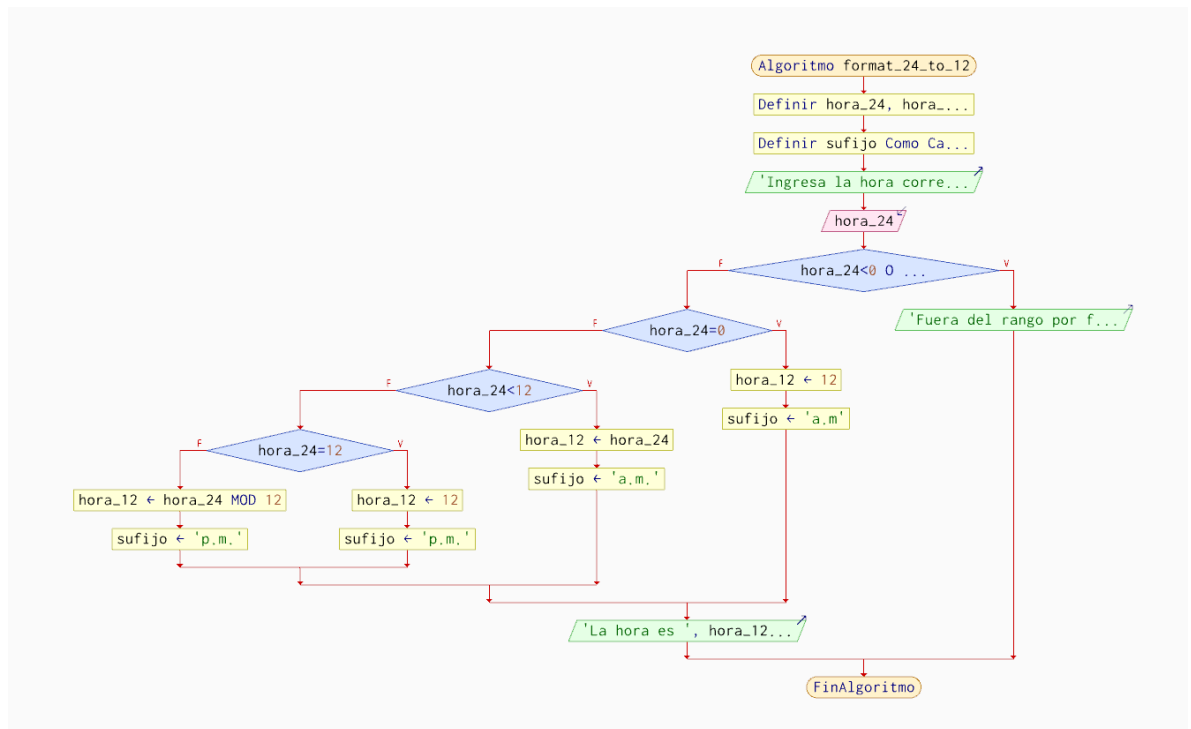 Algoritmo format_24_to_12
Definir hora_24, hora_...
Definir sufijo Como Ca...
'Ingresa la hora corre...
hora_24
hora_24<0 O ...
F
V
'Fuera del rango por f...
hora_24=0
F
V
hora_12 ← 12
sufijo ← 'a.m'
hora_24<12
F
V
hora_12 ← hora_24
sufijo ← 'a.m.'
hora_24=12
F
V
hora_12 ← hora_24 MOD 12
sufijo ← 'p.m.'
hora_12 ← 12
sufijo ← 'p.m.'
'La hora es ', hora_12...
FinAlgoritmo